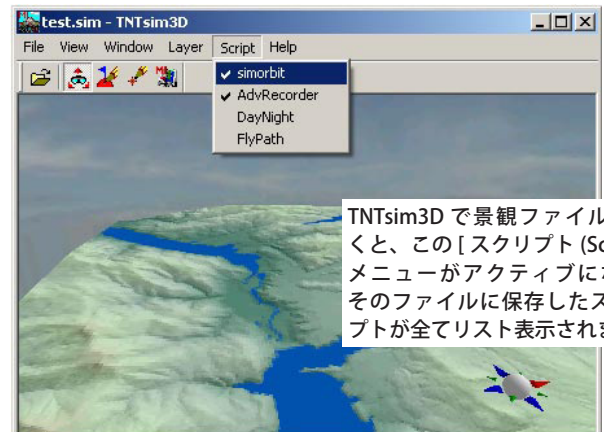 test.sim - TNTsim3D
File View Window Layer Script Help
simorbit
AdvRecorder
DayNight
FlyPath
TNTsim3D で景観ファイル
くと、この [ スクリプト (Sc
メニューがアクティブに
そのファイルに保存したス
プトが全てリスト表示され